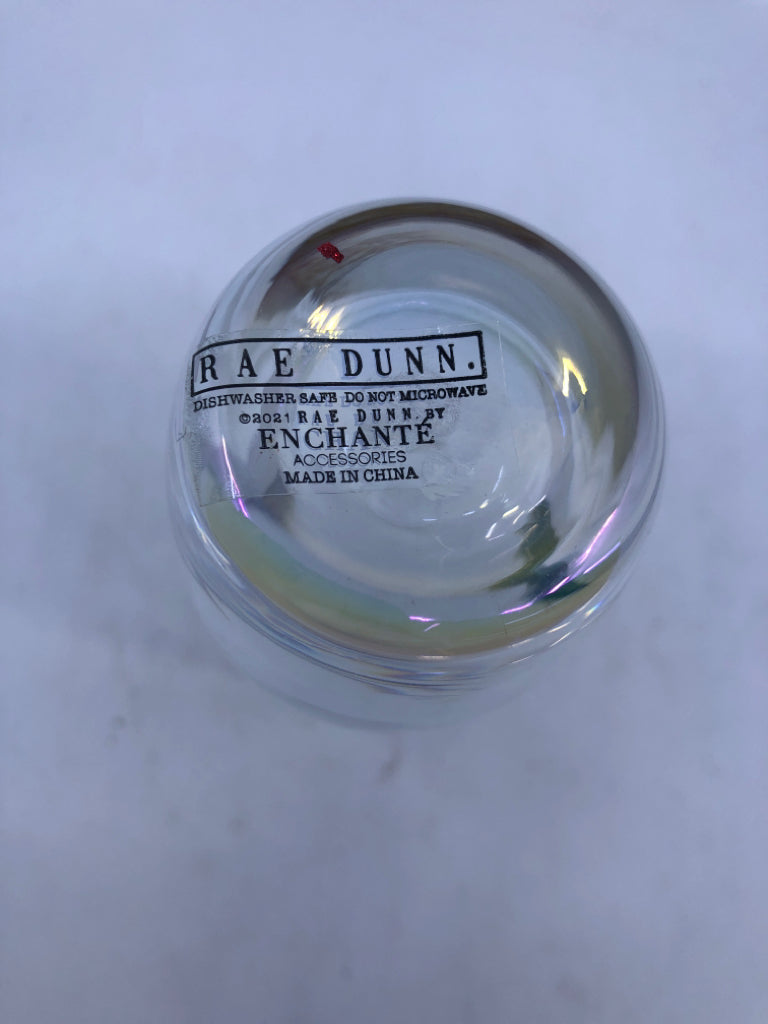 RAE DUNN.
DISHWASHER SAFE DO NOT MICROWAVE
©2021 RAE DUNN. BY
ENCHANTÉ
ACCESSORIES
MADE IN CHINA